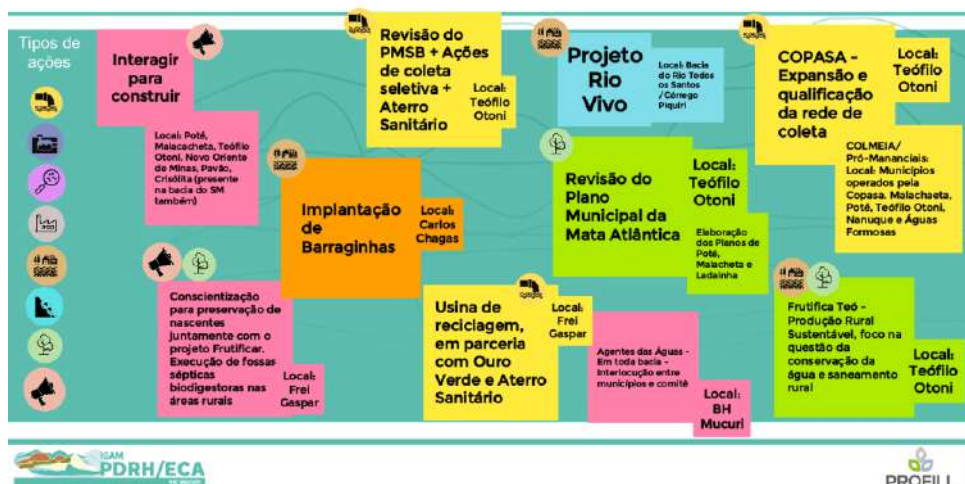 Tipos de
ações
Interagir
para
construir
Local: Poté,
Malacacheta, Teófilo
Otoni, Novo Oriente
de Minas, Pavão,
Crisólita (presente
na bacia do SM
também)
Revisão do
PMSB + Ações
de coleta
seletiva +
Aterro
Sanitário
Local:
Teófilo
Otoni
Projeto
Rio
Vivo
Local: Bacia
do Rio Todos
os Santos
/Córrego
Piquiri
COPASA -
Expansão e
qualificação
da rede de
coleta
Local:
Teófilo
Otoni
COLMEIA/
Pró-Mananciais:
Local: Municípios
operados pela
Copasa. Malachaeta,
Poté, Teófilo Otoni,
Nanuque e Águas
Formosas
Implantação
de
Barraginhas
Local:
Carlos
Chagas
Revisão do
Plano
Municipal da
Mata Atlântica
Local:
Teófilo
Otoni
Elaboração
dos Planos de
Poté,
Malacheta e
Ladainha
Conscientização
para preservação de
nascentes
juntamente com o
projeto Frutificar.
Execução de fossas
sépticas
biodigestoras nas
áreas rurais
Local:
Frei
Gaspar
Usina de
reciclagem,
em parceria
com Ouro
Verde e Aterro
Sanitário
Local:
Frei
Gaspar
Agentes das Águas -
Em toda bacia -
Interlocução entre
municípios e comitê
Local:
BH
Mucuri
Frutifica Teó -
Produção Rural
Sustentável, foco na
questão da
conservação da
água e saneamento
rural
Local:
Teófilo
Otoni
IGAM
PDRH/ECA
PROFILL